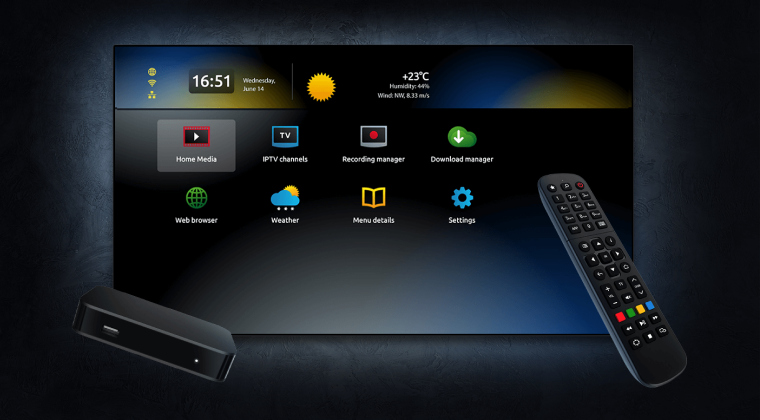 16:51
Wednesday,
June 14
+23°C
Humidity: 44%
Wind: NW, 8.33 m/s
TV
Home Media
IPTV channels
Recording manager
Download manager
Web browser
Weather
Menu details
Settings